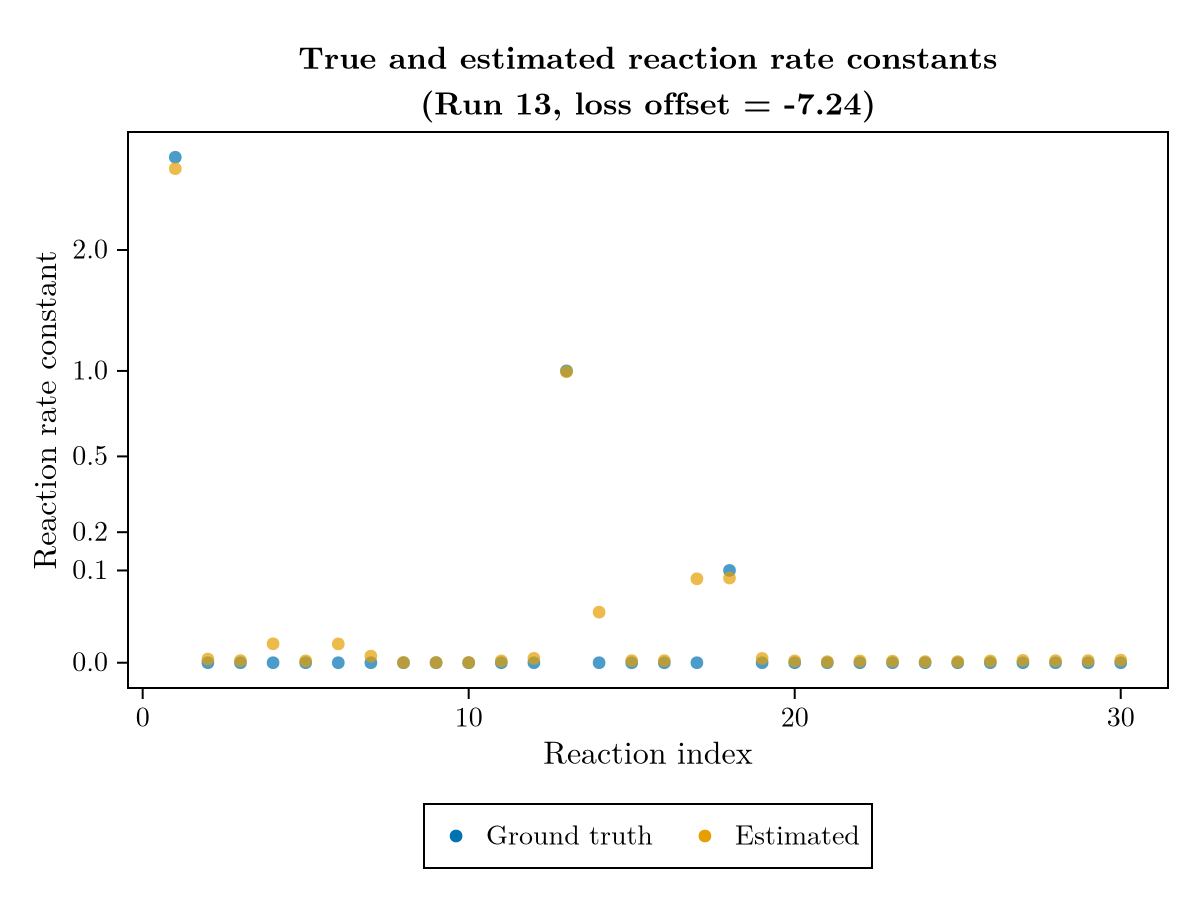 True and estimated reaction rate constants
(Run 13, loss offset = -7.24)
Reaction rate constant
2.0
1.0
0.5
0.2
0.1
0.0
0 10 20 30
Reaction index
Ground truth Estimated